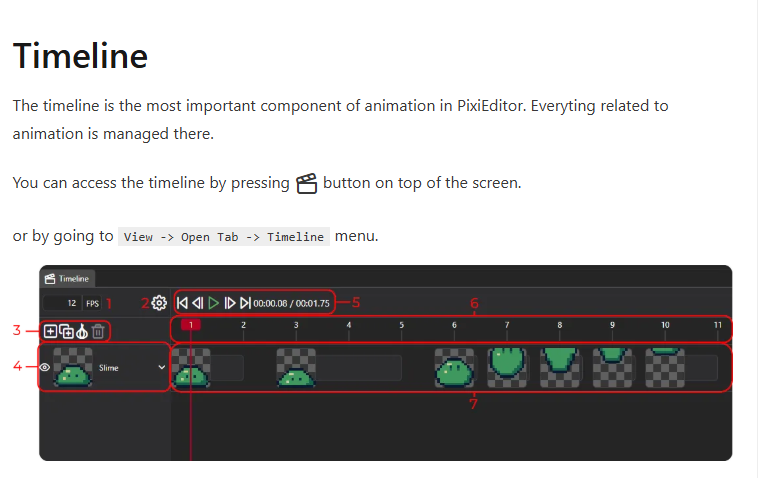 Timeline
The timeline is the most important component of animation in PixiEditor. Everyting related to
animation is managed there.
You can access the timeline by pressing button on top of the screen.
or by going to View -> Open Tab -> Timeline menu.
Timeline
12 FPS 1 2 00:00.08 / 00:01.75 5
6
3 1 2 3 4 5 6 7 8 9 10 11
4 Slime
7